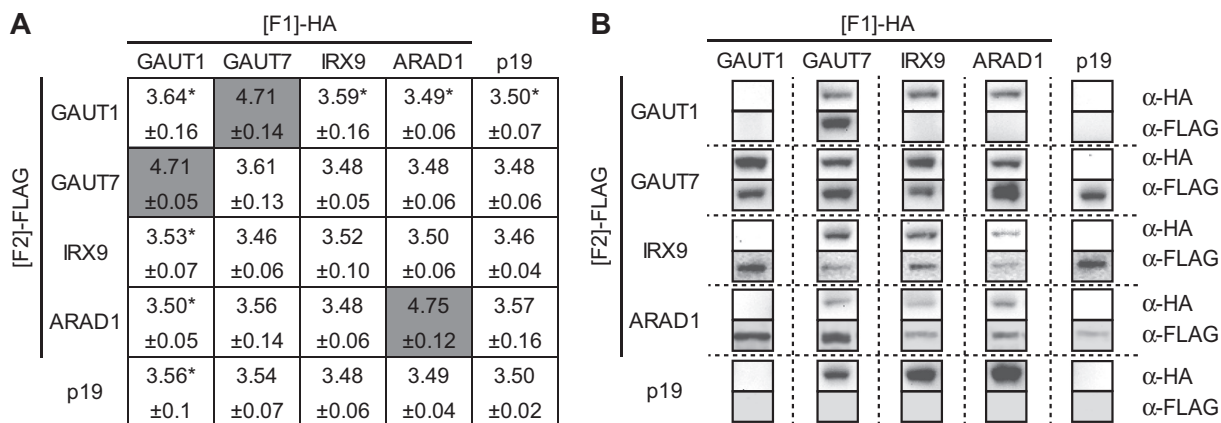 A
[F1]-HA
GAUT1 GAUT7 IRX9 ARAD1 p19
[F2]-FLAG
GAUT1 3.64* 4.71 3.59* 3.49* 3.50*
±0.16 ±0.14 ±0.16 ±0.06 ±0.07
GAUT7 4.71 3.61 3.48 3.48 3.48
±0.05 ±0.13 ±0.05 ±0.06 ±0.06
IRX9 3.53* 3.46 3.52 3.50 3.46
±0.07 ±0.06 ±0.10 ±0.06 ±0.04
ARAD1 3.50* 3.56 3.48 4.75 3.57
±0.05 ±0.14 ±0.06 ±0.12 ±0.16
p19 3.56* 3.54 3.48 3.49 3.50
±0.1 ±0.07 ±0.06 ±0.04 ±0.02
B
[F1]-HA
GAUT1 GAUT7 IRX9 ARAD1 p19
[F2]-FLAG
GAUT1 α-HA
α-FLAG
GAUT7 α-HA
α-FLAG
IRX9 α-HA
α-FLAG
ARAD1 α-HA
α-FLAG
p19 α-HA
α-FLAG